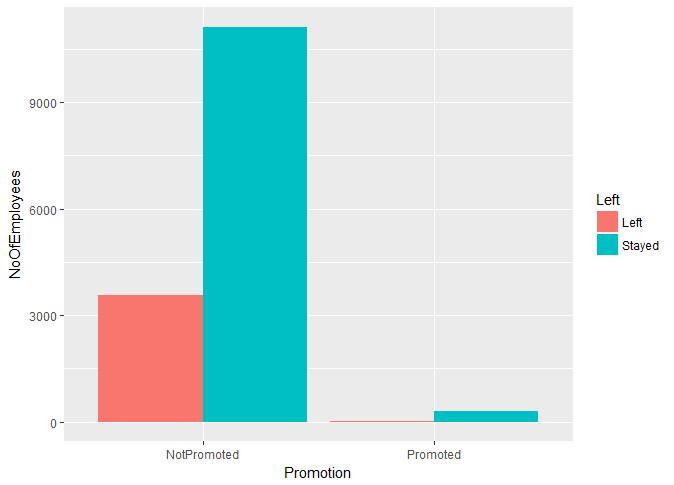 NoOfEmployees
9000
6000
3000
0
NotPromoted
Promoted
Promotion
Left
Left
Stayed